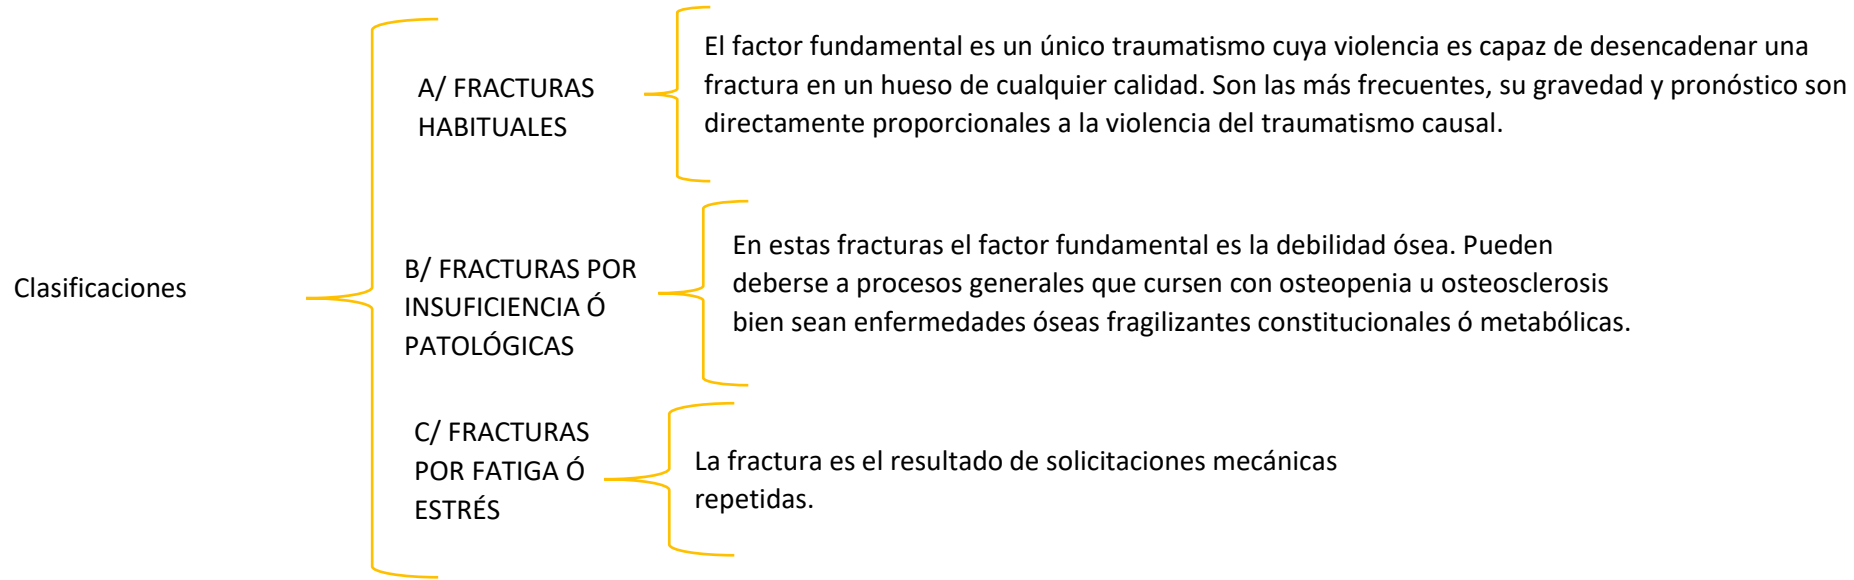 Clasificaciones
A/ FRACTURAS
HABITUALES
El factor fundamental es un único traumatismo cuya violencia es capaz de desencadenar una
fractura en un hueso de cualquier calidad. Son las más frecuentes, su gravedad y pronóstico son
directamente proporcionales a la violencia del traumatismo causal.
B/ FRACTURAS POR
INSUFICIENCIA Ó
PATOLÓGICAS
En estas fracturas el factor fundamental es la debilidad ósea. Pueden
deberse a procesos generales que cursen con osteopenia u osteosclerosis
bien sean enfermedades óseas fragilizantes constitucionales ó metabólicas.
C/ FRACTURAS
POR FATIGA Ó
ESTRÉS
La fractura es el resultado de solicitaciones mecánicas
repetidas.